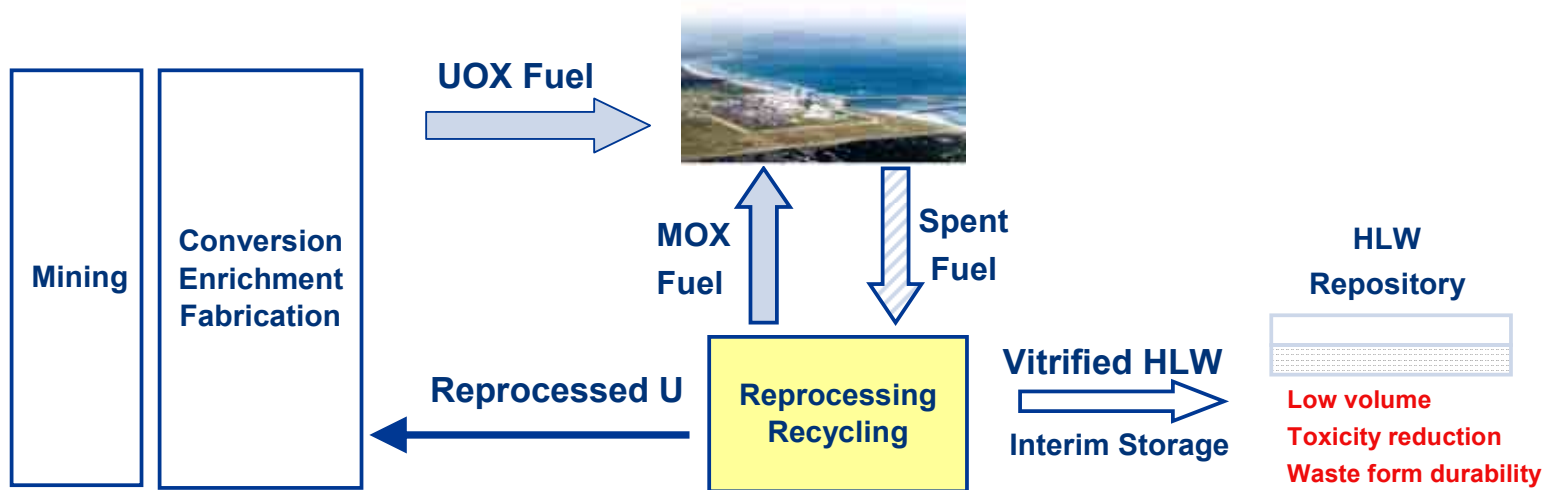 Mining
Conversion
Enrichment
Fabrication
UOX Fuel
MOX
Fuel
Spent
Fuel
Reprocessed U
Reprocessing
Recycling
Vitrified HLW
Interim Storage
HLW
Repository
Low volume
Toxicity reduction
Waste form durability